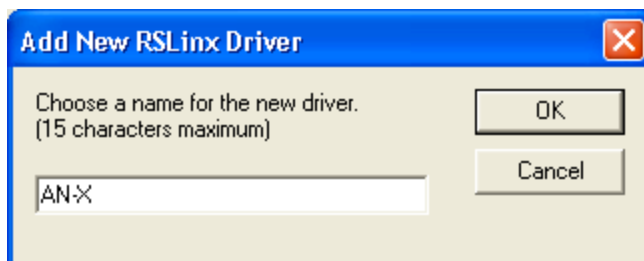 Add New RSLinx Driver
Choose a name for the new driver.
(15 characters maximum)
OK
Cancel
AN-X